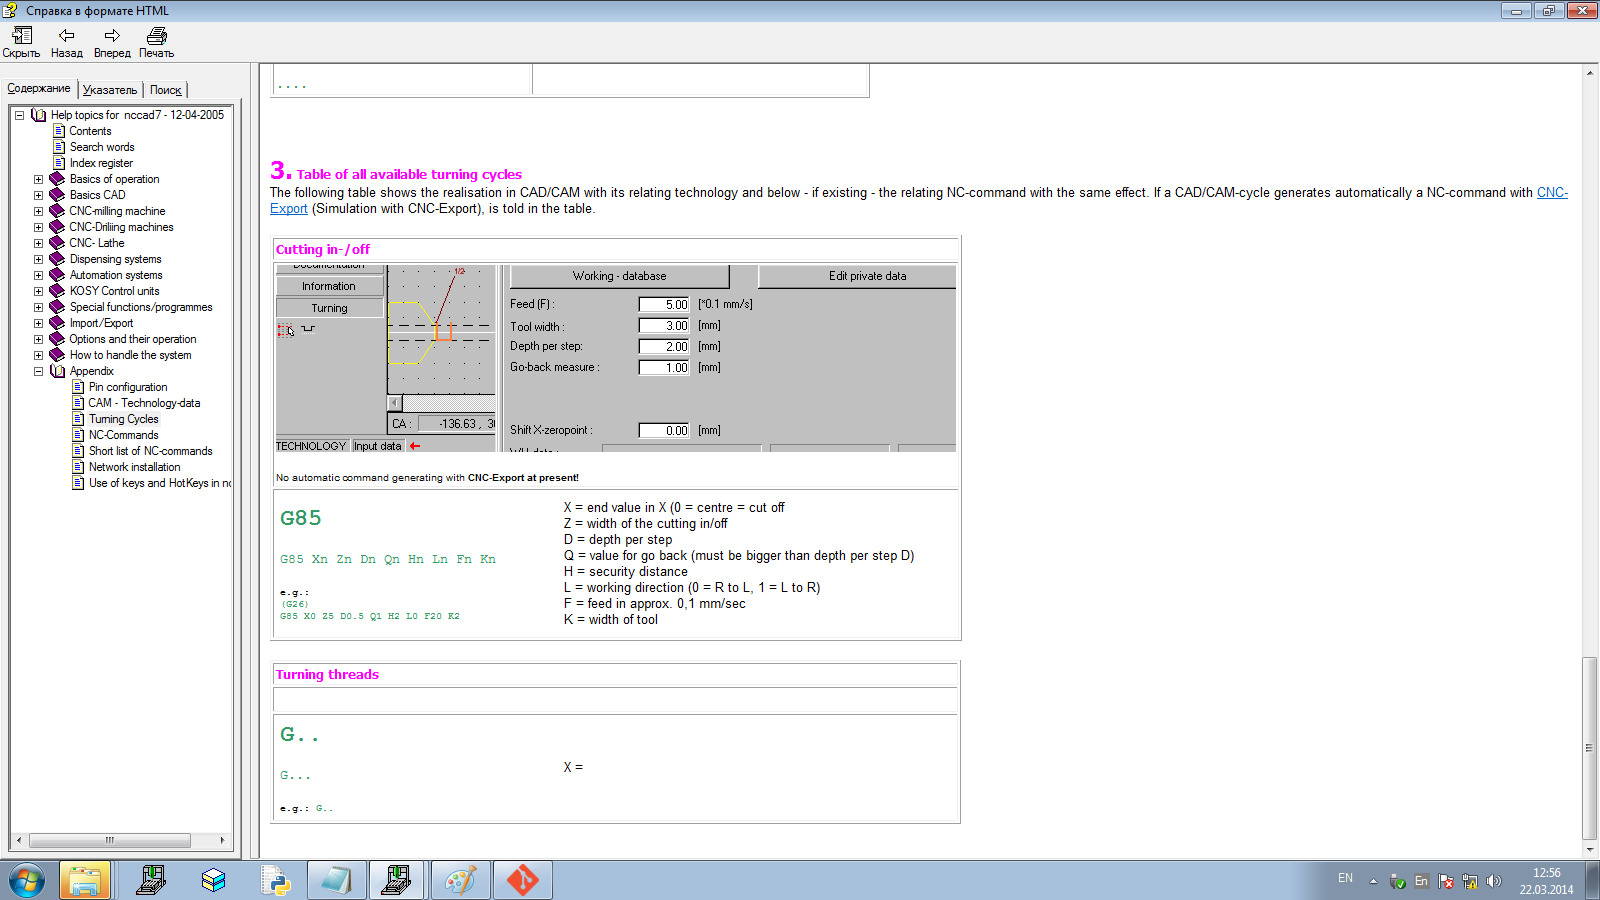 Справка в формате HTML
Скрыть Назад Вперед Печать
Содержание Указатель Поиск
Help topics for nccad7 - 12-04-2005
Contents
Search words
Index register
Basics of operation
Basics CAD
CNC-milling machine
CNC-Driliing machines
CNC- Lathe
Dispensing systems
Automation systems
KOSY Control units
Special functions/programmes
Import/Export
Options and their operation
How to handle the system
Appendix
Pin configuration
CAM - Technology-data
Turning Cycles
NC-Commands
Short list of NC-commands
Network installation
Use of keys and HotKeys in nc
....
3. Table of all available turning cycles
The following table shows the realisation in CAD/CAM with its relating technology and below - if existing - the relating NC-command with the same effect. If a CAD/CAM-cycle generates automatically a NC-command with CNC-
Export (Simulation with CNC-Export), is told in the table.
Cutting in-/off
Documentation
Information
Turning
1/2
CA : -136.63 , 30
TECHNOLOGY Input data
Working - database Edit private data
Feed (F) : 5.00 [*0.1 mm/s]
Tool width : 3.00 [mm]
Depth per step: 2.00 [mm]
Go-back measure : 1.00 [mm]
Shift X-zeropoint : 0.00 [mm]
No automatic command generating with CNC-Export at present!
G85
G85 Xn Zn Dn Qn Hn Ln Fn Kn
e.g.:
(G26)
G85 X0 Z5 D0.5 Q1 H2 L0 F20 K2
X = end value in X (0 = centre = cut off
Z = width of the cutting in/off
D = depth per step
Q = value for go back (must be bigger than depth per step D)
H = security distance
L = working direction (0 = R to L, 1 = L to R)
F = feed in approx. 0,1 mm/sec
K = width of tool
Turning threads
G..
G...
e.g.: G..
X =
EN
En
12:56
22.03.2014